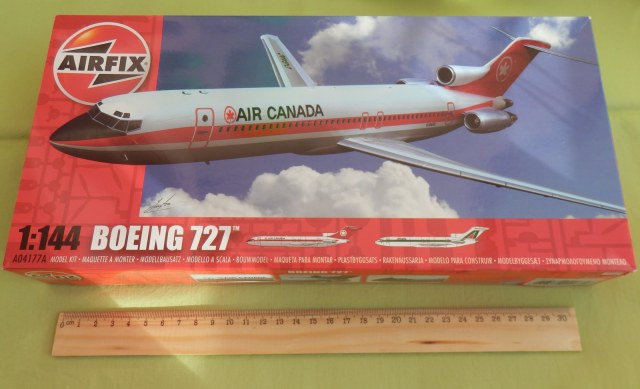 AIRFIX
AIR CANADA
1:144 BOEING 727™
A04177A MODEL KIT • MAQUETTE A MONTER • MODELLBAUSATZ • MODELLO A SCALA • BOUWMODEL • MAQUETA PARA MONTAR • PLASTBYGGSATS • RAKENNUSSARJA • MODELO PARA CONSTRUIR • MODELBYGGESÆT
AIRFIX
BOEING 727
0 cm 1 2 3 4 5 6 7 8 9 10 11 12 13 14 15 16 17 18 19 20 21 22 23 24 25 26 27 28 29 30